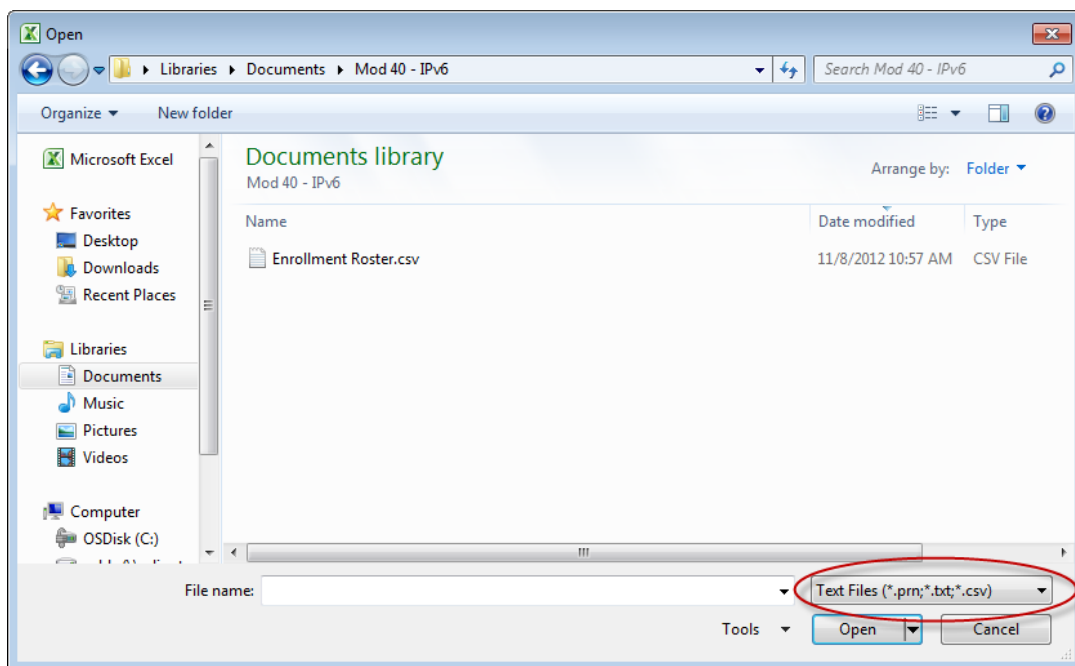 Open
Libraries Documents Mod 40 - IPv6
Search Mod 40 - IPv6
Organize New folder
Microsoft Excel
Favorites
Desktop
Downloads
Recent Places
Libraries
Documents
Music
Pictures
Videos
Computer
OSDisk (C:)
Documents library
Mod 40 - IPv6
Arrange by: Folder
Name Date modified Type
Enrollment Roster.csv 11/8/2012 10:57 AM CSV File
File name:
Text Files (*.prn;*.txt;*.csv)
Tools Open Cancel